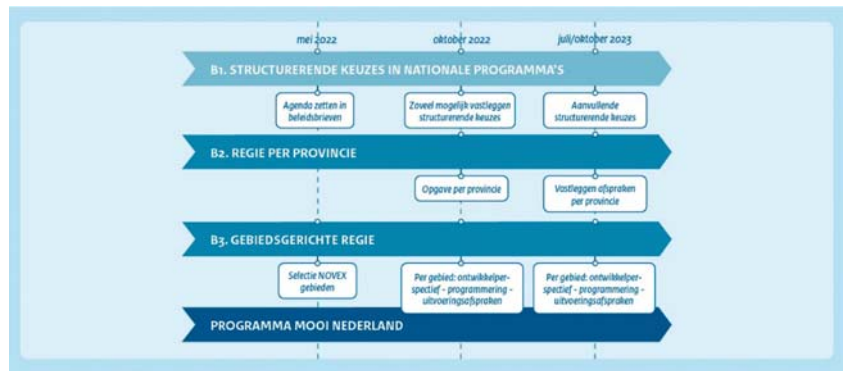 mei 2022 oktober 2022 juli/oktober 2023
B1. STRUCTURERENDE KEUZES IN NATIONALE PROGRAMMA'S
Agenda zetten in
beleidsbrieven
Zoveel mogelijk vastleggen
structurerende keuzes
Aanvullende
structurerende keuzes
B2. REGIE PER PROVINCIE
Opgave per provincie
Vastleggen afspraken
per provincie
B3. GEBIEDSGERICHTE REGIE
Selectie NOVEX
gebieden
Per gebied: ontwikkelper-
spectief - programmering -
uitvoeringsafspraken
Per gebied: ontwikkelper-
spectief - programmering -
uitvoeringsafspraken
PROGRAMMA MOOI NEDERLAND